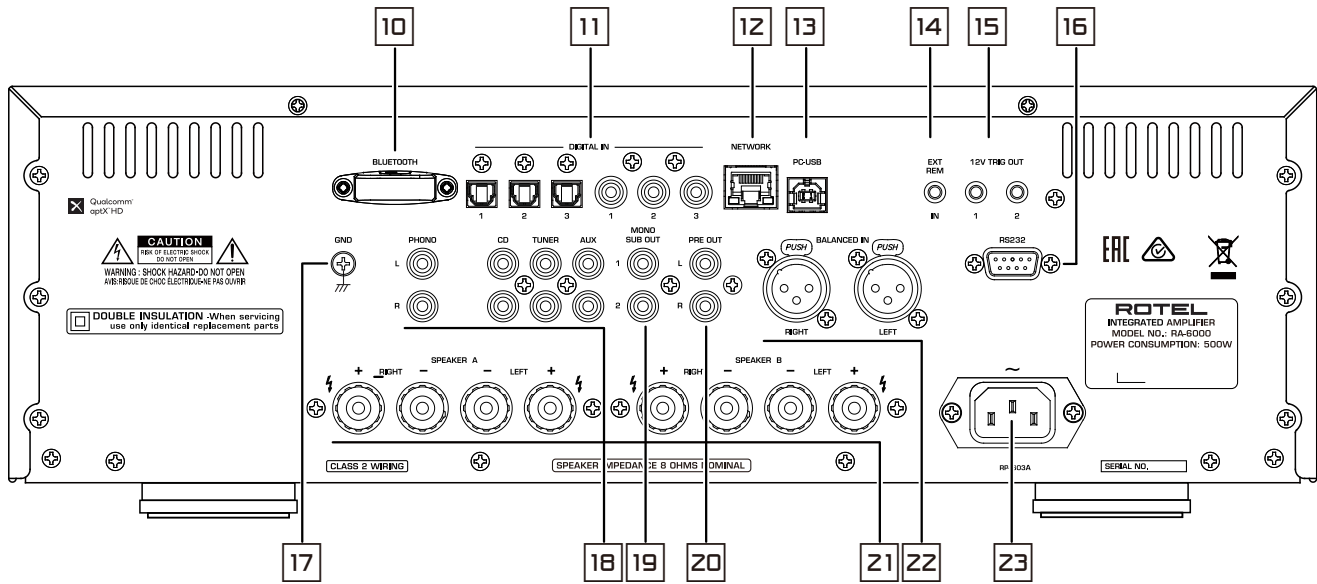 10 11 12 13 14 15
DIGITAL IN
NETWORK
BLUETOOTH
PC-USB
EXT
REM
12V TRIG OUT
1 2 3 1 2 3
IN 1 2
Qualcomm
aptX HD
CAUTION
RISK OF ELECTRIC SHOCK
DO NOT OPEN
WARNING : SHOCK HAZARD•DO NOT OPEN
AVIS:RISQUE DE CHOC ÉLECTRIQUE•NE PAS OUVRIR
DOUBLE INSULATION -When servicing
use only identical replacement parts
GND
PHONO
L
R
CD TUNER AUX
MONO
SUB OUT
1
2
PRE OUT
L
R
BALANCED IN
PUSH PUSH
RIGHT LEFT
RS232
16
EAC
ROTEL
INTEGRATED AMPLIFIER
MODEL NO.: RA-6000
POWER CONSUMPTION: 500W
SPEAKER A
+ RIGHT − − LEFT +
SPEAKER B
+ RIGHT − − LEFT +
~
CLASS 2 WIRING
SPEAKER IMPEDANCE 8 OHMS NOMINAL
SERIAL NO.
17 18 19 20 21 22 23